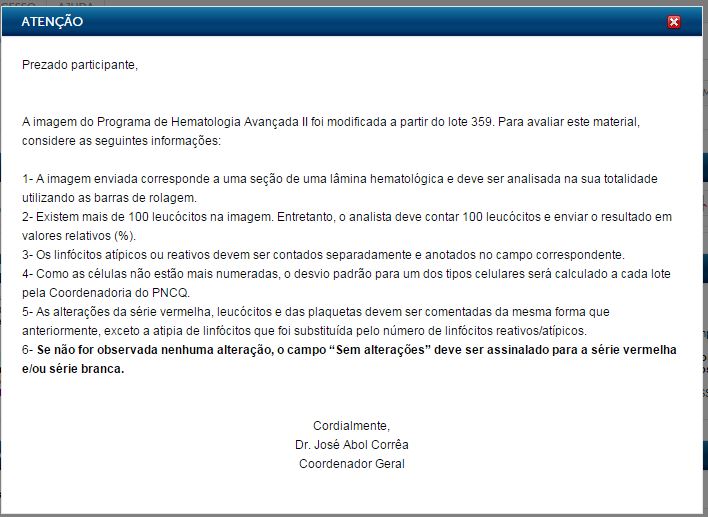 CESSO AJUDA
ATENÇÃO
Prezado participante,
A imagem do Programa de Hematologia Avançada II foi modificada a partir do lote 359. Para avaliar este material,
considere as seguintes informações:
1- A imagem enviada corresponde a uma seção de uma lâmina hematológica e deve ser analisada na sua totalidade
utilizando as barras de rolagem.
2- Existem mais de 100 leucócitos na imagem. Entretanto, o analista deve contar 100 leucócitos e enviar o resultado em
valores relativos (%).
3- Os linfócitos atípicos ou reativos devem ser contados separadamente e anotados no campo correspondente.
4- Como as células não estão mais numeradas, o desvio padrão para um dos tipos celulares será calculado a cada lote
pela Coordenadoria do PNCQ.
5- As alterações da série vermelha, leucócitos e das plaquetas devem ser comentadas da mesma forma que
anteriormente, exceto a atipia de linfócitos que foi substituída pelo número de linfócitos reativos/atípicos.
6- Se não for observada nenhuma alteração, o campo “Sem alterações” deve ser assinalado para a série vermelha
e/ou série branca.
Cordialmente,
Dr. José Abol Corrêa
Coordenador Geral